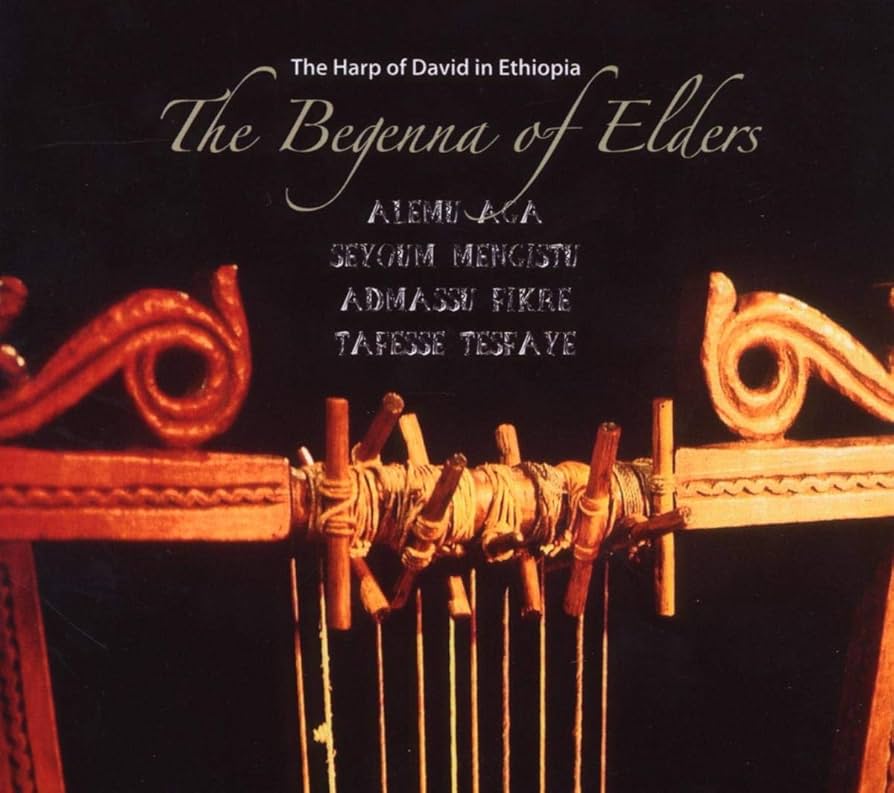 The Harp of David in Ethiopia
The Begenna of Elders
ALEMU AGA
SEYOUM MENGISTU
ADMASSU FIKRE
TAFESSE TESFAYE